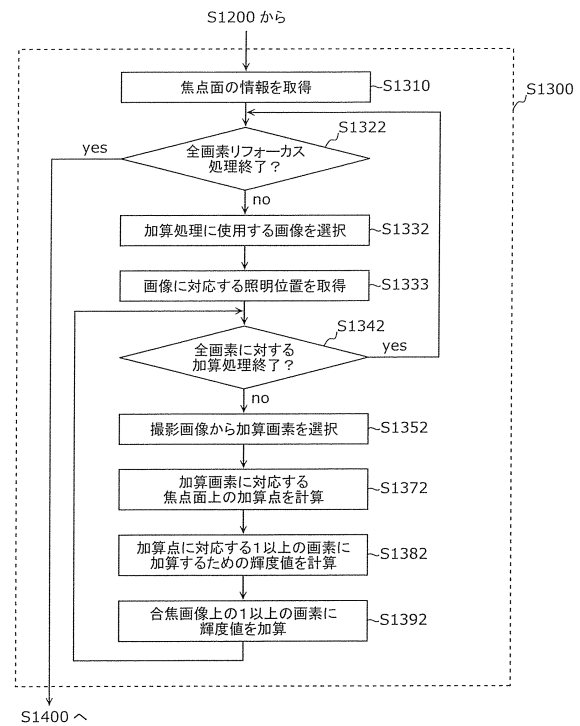 S1200 から
焦点面の情報を取得
S1310
S1300
S1322
全画素リフォーカス
処理終了？
yes
no
加算処理に使用する画像を選択
S1332
画像に対応する照明位置を取得
S1333
S1342
全画素に対する
加算処理終了？
yes
no
撮影画像から加算画素を選択
S1352
加算画素に対応する
焦点面上の加算点を計算
S1372
加算点に対応する１以上の画素に
加算するための輝度値を計算
S1382
合焦画像上の１以上の画素に
輝度値を加算
S1392
S1400 へ